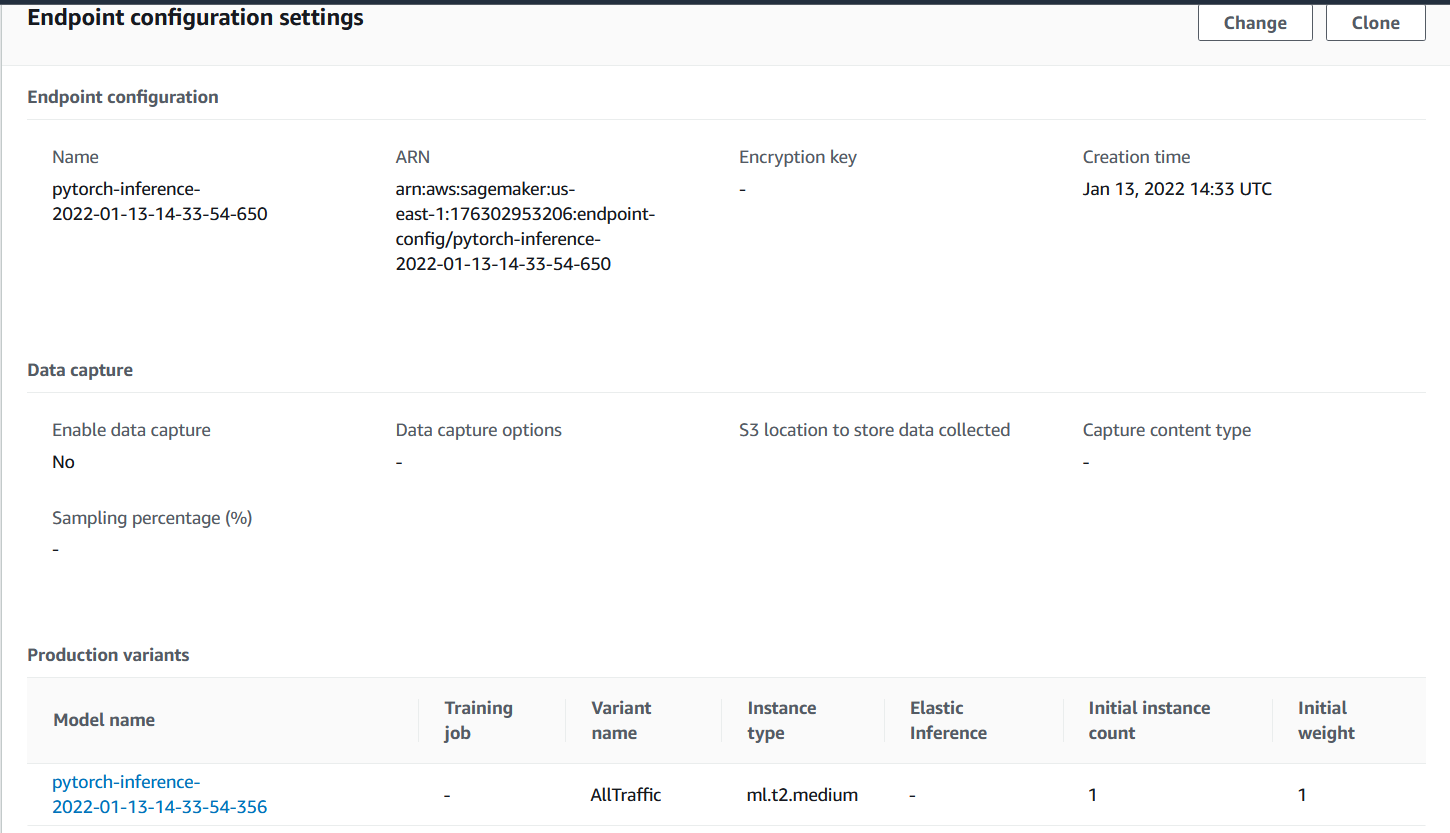 Endpoint configuration settings
Change
Clone
Endpoint configuration
Name
ARN
Encryption key
Creation time
pytorch-inference-
2022-01-13-14-33-54-650
arn:aws:sagemaker:us-
east-1:176302953206:endpoint-
config/pytorch-inference-
2022-01-13-14-33-54-650
-
Jan 13, 2022 14:33 UTC
Data capture
Enable data capture
Data capture options
S3 location to store data collected
Capture content type
No
-
-
Sampling percentage (%)
-
Production variants
Model name
Training
job
Variant
name
Instance
type
Elastic
Inference
Initial instance
count
Initial
weight
pytorch-inference-
2022-01-13-14-33-54-356
-
AllTraffic
ml.t2.medium
-
1
1